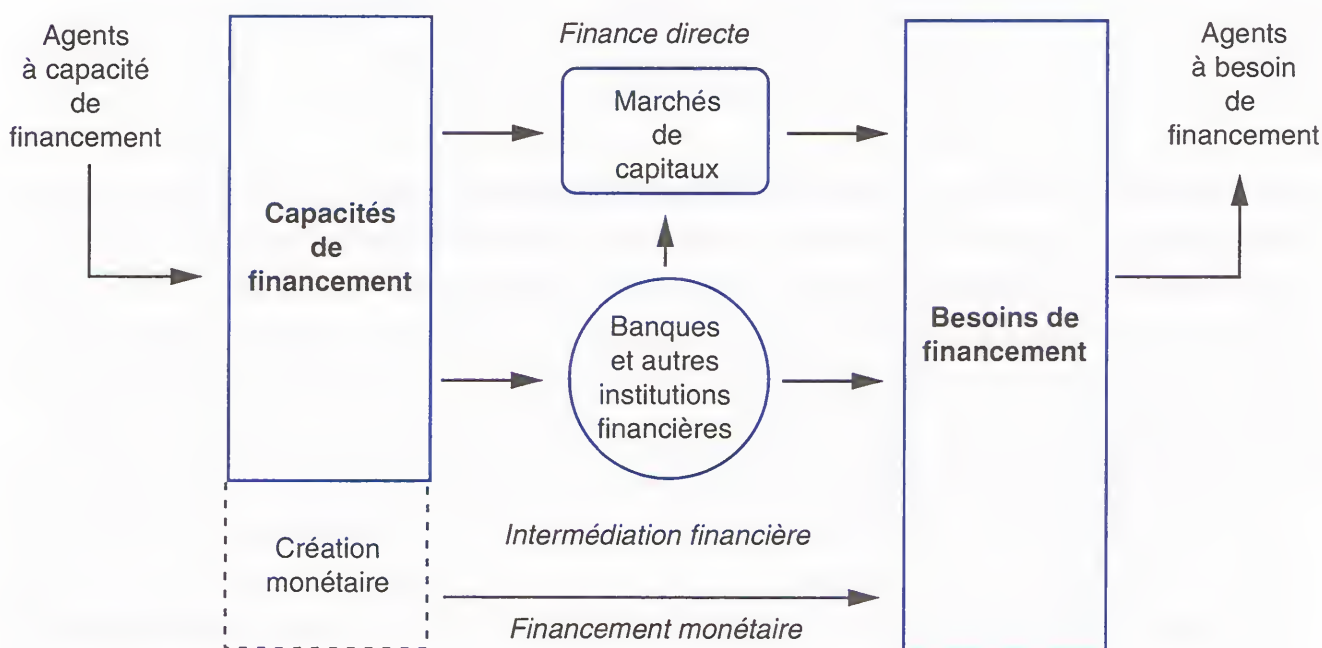 Agents
à capacité
de
financement
Capacités
de
financement
Création
monétaire
Finance directe
Marchés
de
capitaux
Banques
et autres
institutions
financières
Intermédiation financière
Financement monétaire
Besoins de
financement
Agents
à besoin
de
financement